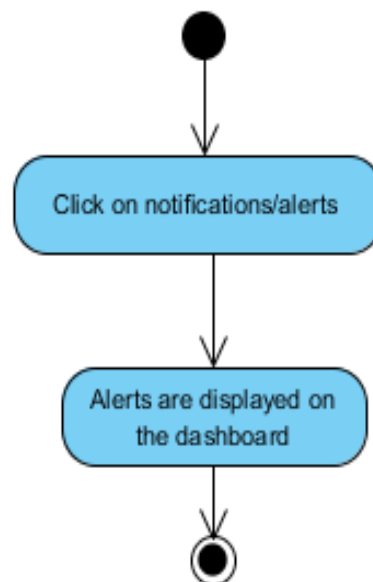 Click on notifications/alerts
Alerts are displayed on
the dashboard